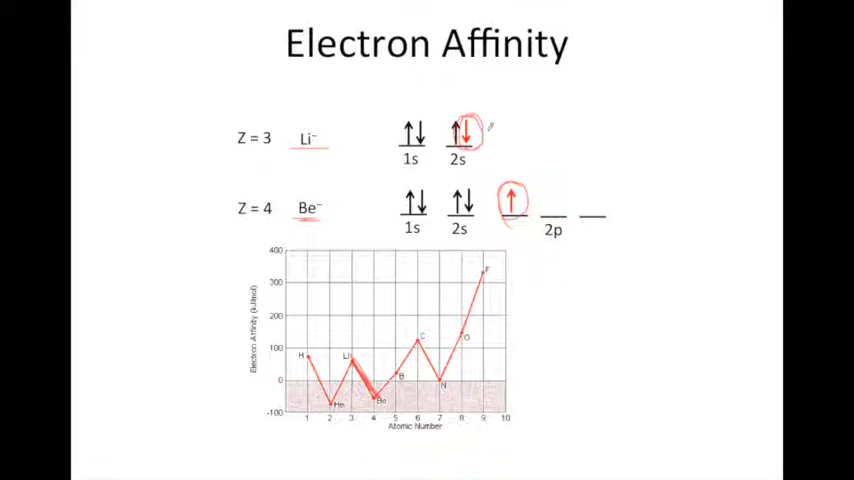 Electron Affinity
Z = 3 Li⁻
1s 2s
Z = 4 Be⁻
1s 2s 2p
400
300
200
100
0
-100
Electron Affinity (kJ/mol)
H
He
Li
Be
B
C
N
O
F
1 2 3 4 5 6 7 8 9 10
Atomic Number